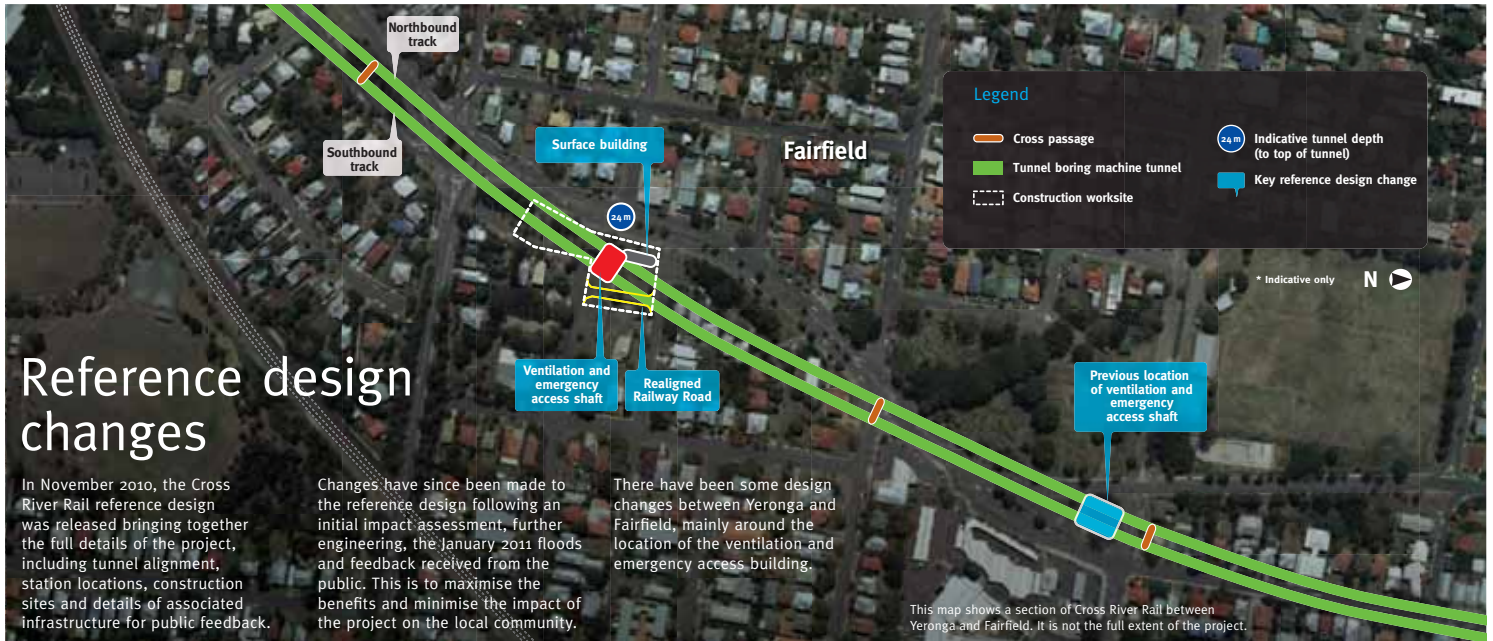 Northbound
track
Southbound
track
Surface building
Fairfield
24 m
Legend
Cross passage
Tunnel boring machine tunnel
Construction worksite
24 m
Indicative tunnel depth
(to top of tunnel)
Key reference design change
* Indicative only
N
Ventilation and
emergency
access shaft
Realigned
Railway Road
Previous location
of ventilation and
emergency
access shaft
Reference design
changes
In November 2010, the Cross
River Rail reference design
was released bringing together
the full details of the project,
including tunnel alignment,
station locations, construction
sites and details of associated
infrastructure for public feedback.
Changes have since been made to
the reference design following an
initial impact assessment, further
engineering, the January 2011 floods
and feedback received from the
public. This is to maximise the
benefits and minimise the impact of
the project on the local community.
There have been some design
changes between Yeronga and
Fairfield, mainly around the
location of the ventilation and
emergency access building.
This map shows a section of Cross River Rail between
Yeronga and Fairfield. It is not the full extent of the project.